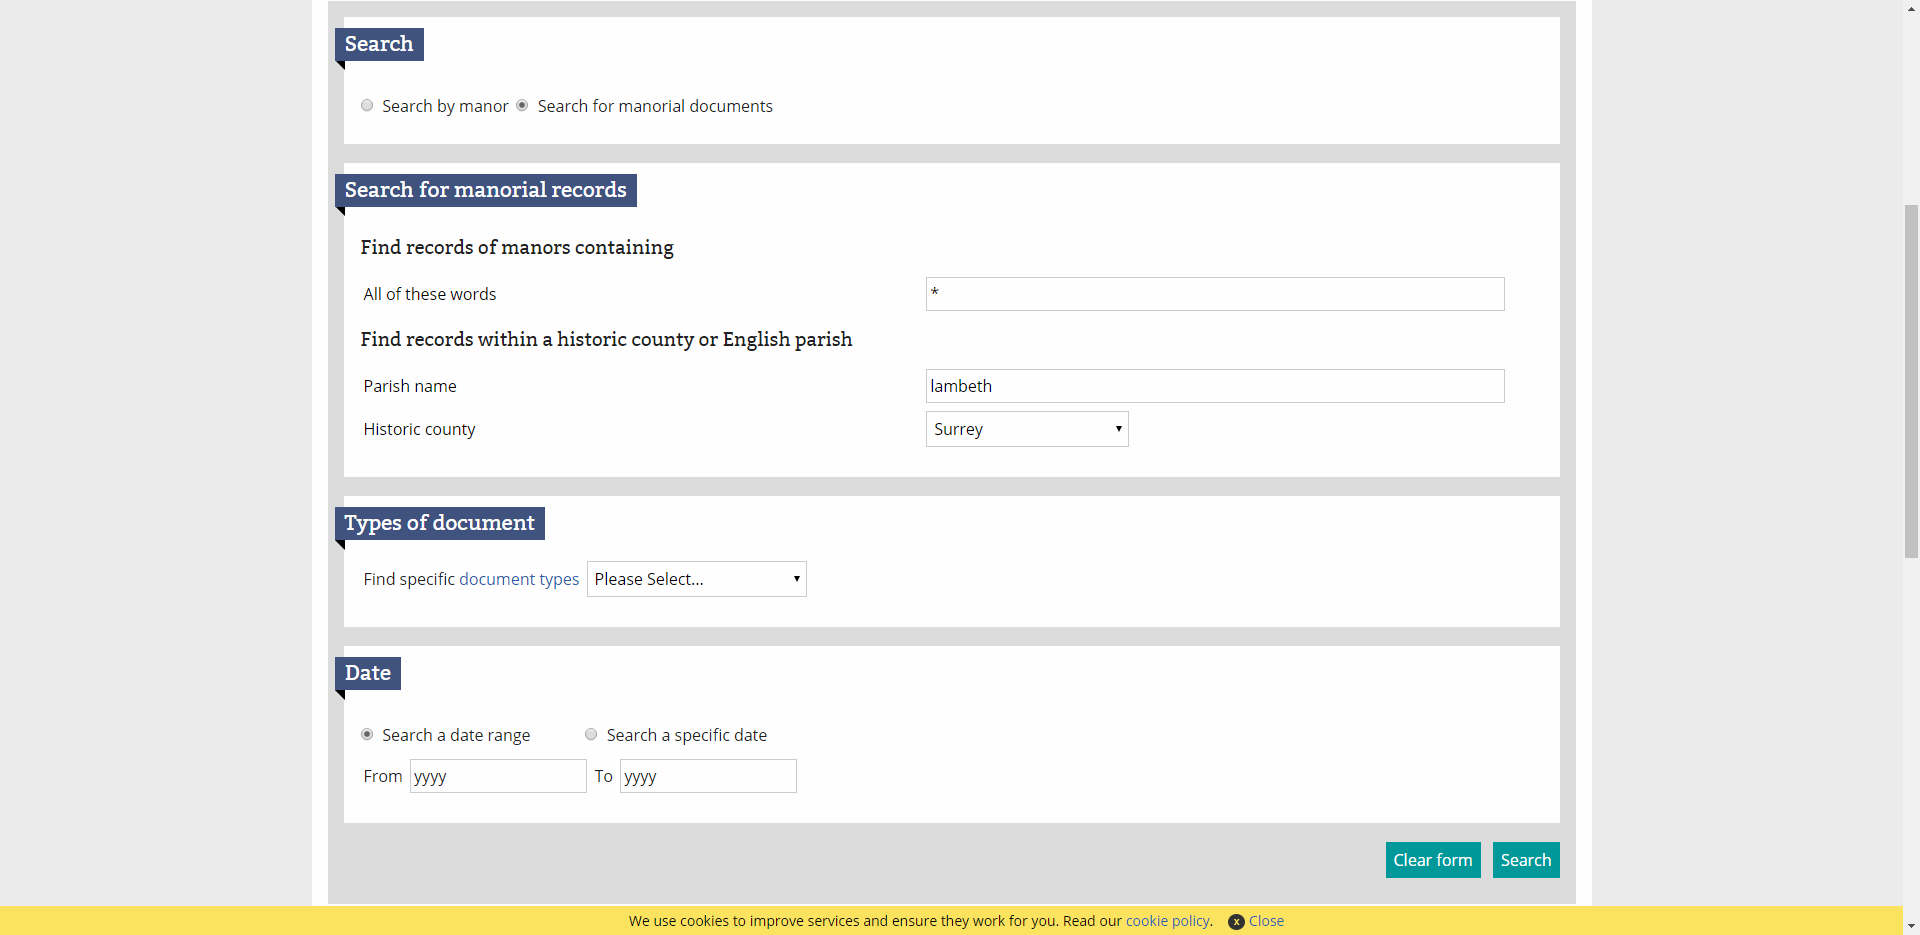 Search
Search by manor Search for manorial documents
Search for manorial records
Find records of manors containing
All of these words *
Find records within a historic county or English parish
Parish name lambeth
Historic county Surrey
Types of document
Find specific document types Please Select...
Date
Search a date range Search a specific date
From yyyy To yyyy
Clear form Search
We use cookies to improve services and ensure they work for you. Read our cookie policy. x Close